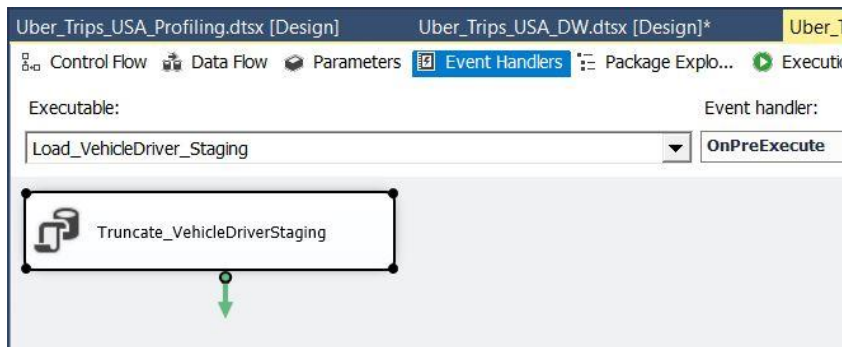 Uber_Trips_USA_Profiling.dtsx [Design] Uber_Trips_USA_DW.dtsx [Design]*
Control Flow Data Flow Parameters Event Handlers Package Explo...
Executable: Event handler:
Load_VehicleDriver_Staging OnPreExecute
Truncate_VehicleDriverStaging